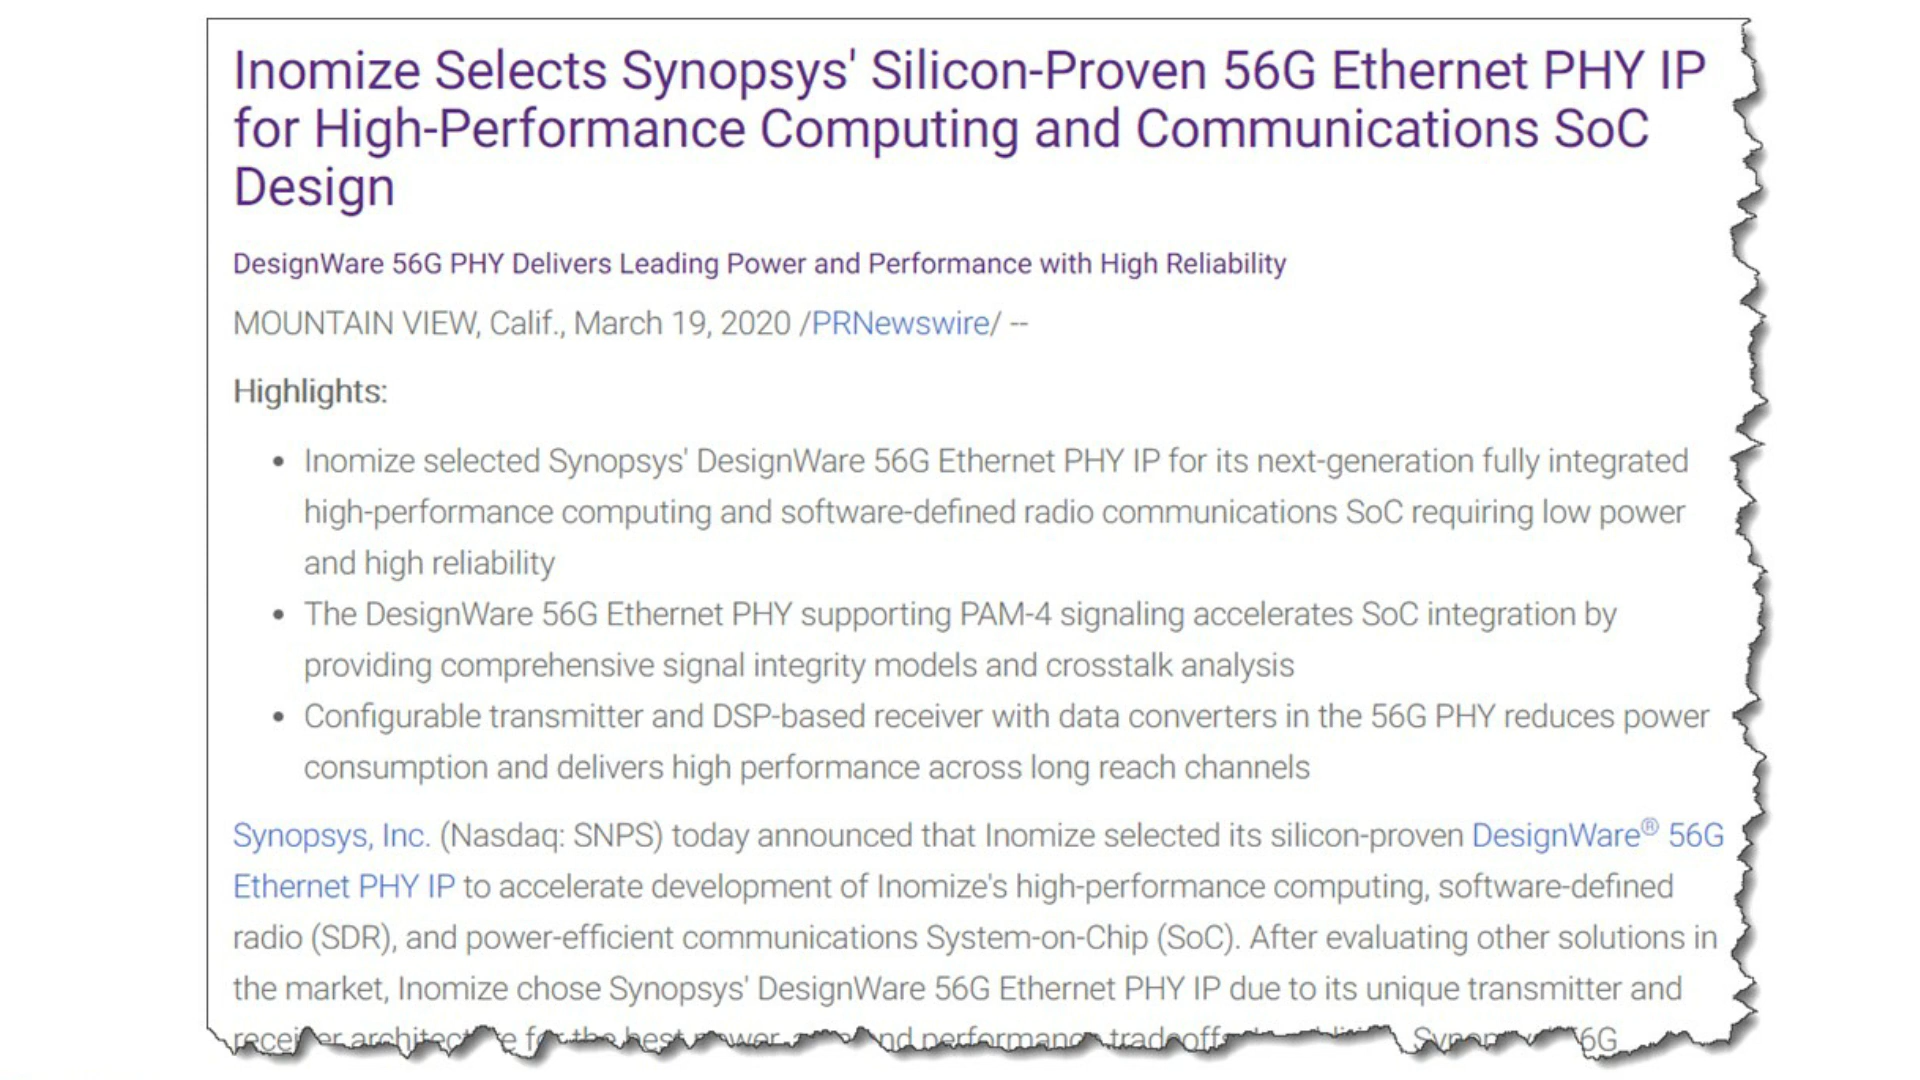 Inomize Selects Synopsys' Silicon-Proven 56G Ethernet PHY IP
for High-Performance Computing and Communications SoC
Design
DesignWare 56G PHY Delivers Leading Power and Performance with High Reliability
MOUNTAIN VIEW, Calif., March 19, 2020 /PRNewswire/ --
Highlights:
• Inomize selected Synopsys' DesignWare 56G Ethernet PHY IP for its next-generation fully integrated
high-performance computing and software-defined radio communications SoC requiring low power
and high reliability
• The DesignWare 56G Ethernet PHY supporting PAM-4 signaling accelerates SoC integration by
providing comprehensive signal integrity models and crosstalk analysis
• Configurable transmitter and DSP-based receiver with data converters in the 56G PHY reduces power
consumption and delivers high performance across long reach channels
Synopsys, Inc. (Nasdaq: SNPS) today announced that Inomize selected its silicon-proven DesignWare® 56G
Ethernet PHY IP to accelerate development of Inomize's high-performance computing, software-defined
radio (SDR), and power-efficient communications System-on-Chip (SoC). After evaluating other solutions in
the market, Inomize chose Synopsys' DesignWare 56G Ethernet PHY IP due to its unique transmitter and
for the best performance